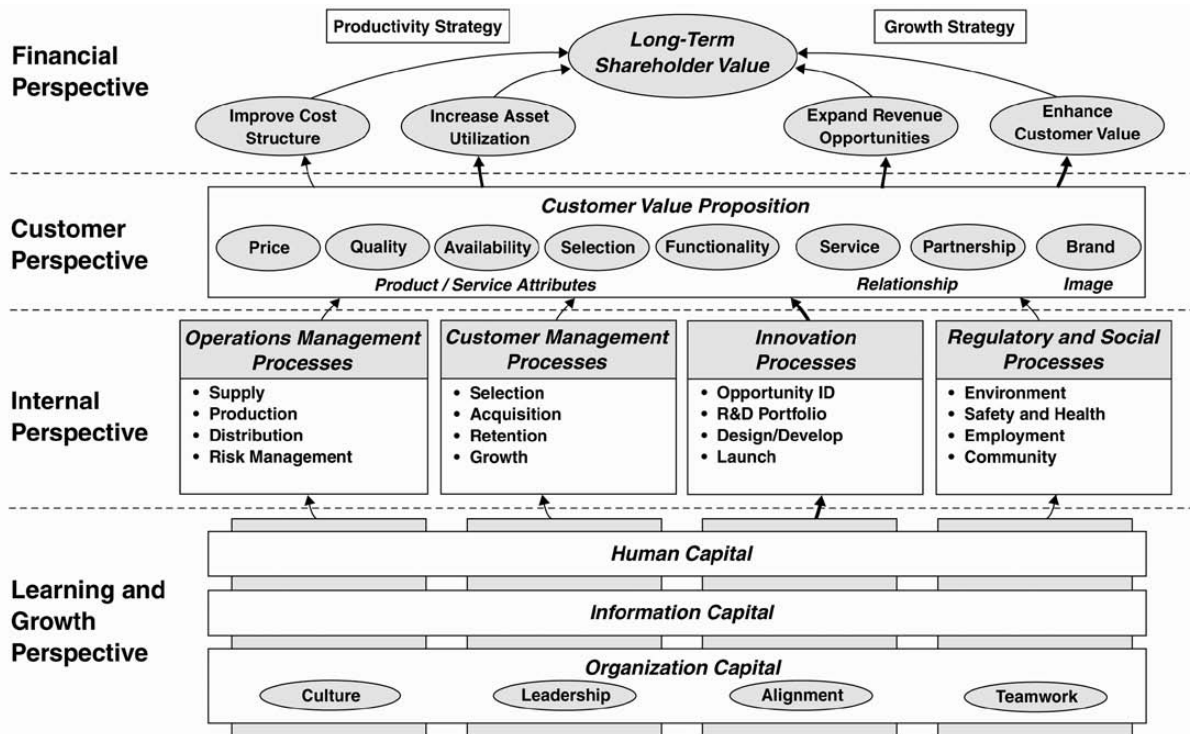 Financial
Perspective
Productivity Strategy
Long-Term
Shareholder Value
Growth Strategy
Improve Cost
Structure
Increase Asset
Utilization
Expand Revenue
Opportunities
Enhance
Customer Value
Customer
Perspective
Customer Value Proposition
Price
Quality
Availability
Selection
Functionality
Service
Partnership
Brand
Product / Service Attributes
Relationship
Image
Internal
Perspective
Operations Management
Processes
• Supply
• Production
• Distribution
• Risk Management
Customer Management
Processes
• Selection
• Acquisition
• Retention
• Growth
Innovation
Processes
• Opportunity ID
• R&D Portfolio
• Design/Develop
• Launch
Regulatory and Social
Processes
• Environment
• Safety and Health
• Employment
• Community
Learning and
Growth
Perspective
Human Capital
Information Capital
Organization Capital
Culture
Leadership
Alignment
Teamwork